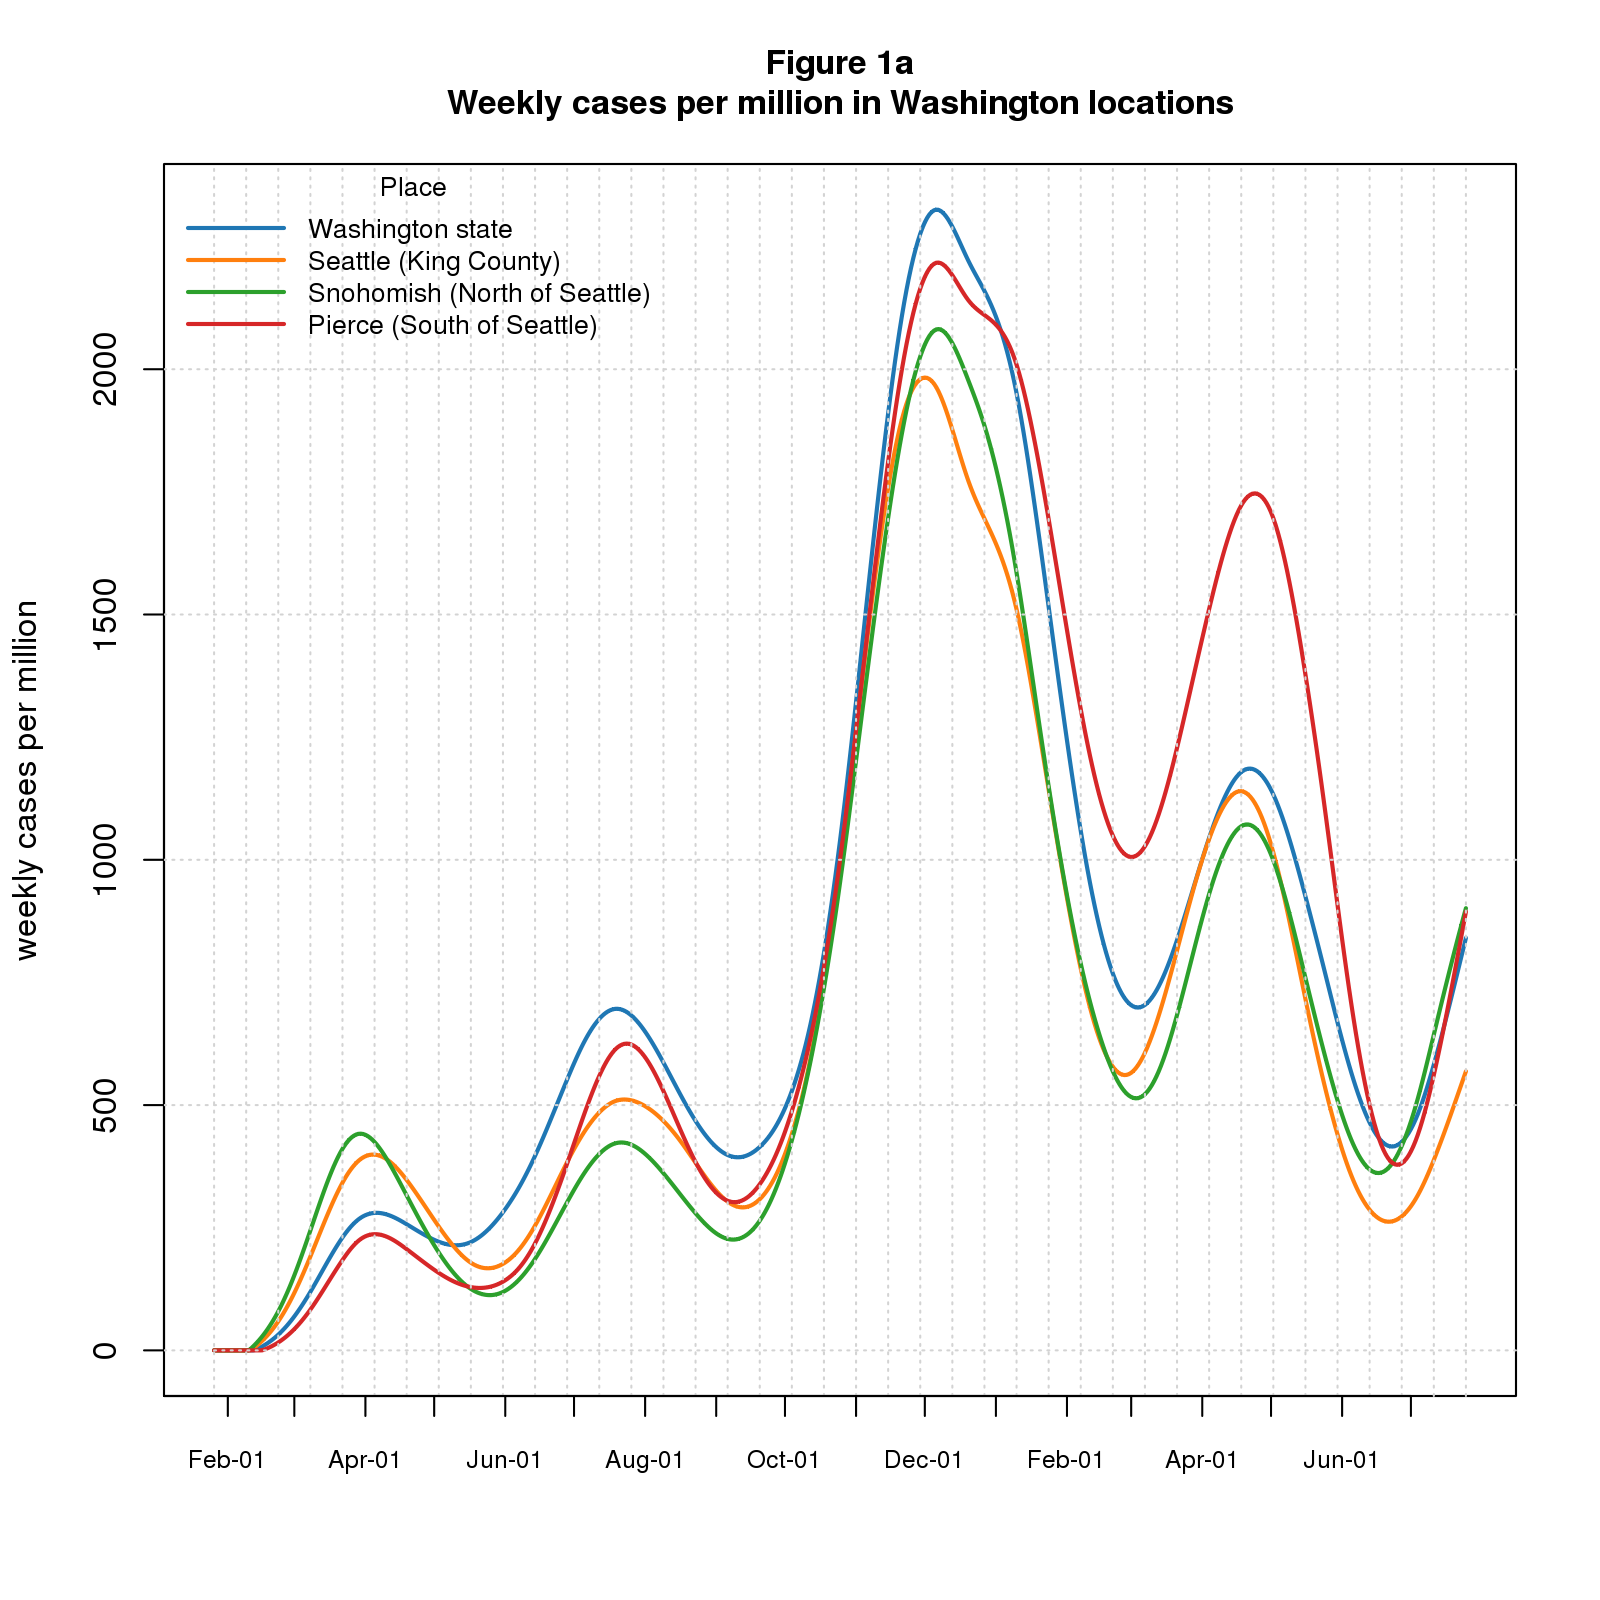 Figure 1a
Weekly cases per million in Washington locations
Place
Washington state
Seattle (King County)
Snohomish (North of Seattle)
Pierce (South of Seattle)
weekly cases per million
2000
1500
1000
500
0
Feb-01 Apr-01 Jun-01 Aug-01 Oct-01 Dec-01 Feb-01 Apr-01 Jun-01